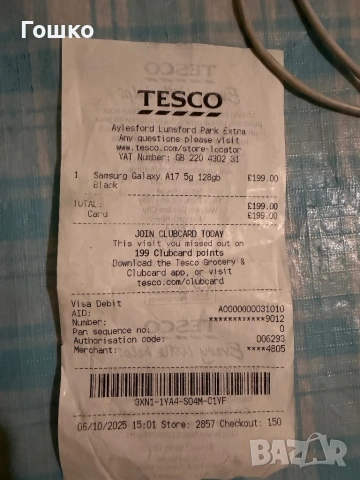 Гошко
TESCO
Aylesford Lunsford Park Extra
Any questions please visit
www.tesco.com/store-locator
VAT Number: GB 220 4302 31
1 Samsung Galaxy A17 5g 128gb £199.00
Black
TOTAL: £199.00
Card £199.00
JOIN CLUBCARD TODAY
This visit you missed out on
199 Clubcard points
Download the Tesco Grocery &
Clubcard app, or visit
tesco.com/clubcard
Visa Debit
AID: A0000000031010
Number: ************9012
Pan sequence no: 0
Authorisation code: 006293
Merchant: ****4805
3XN1-1YA4-S04M-C1YF
06/10/2025 15:01 Store: 2857 Checkout: 150
bazar